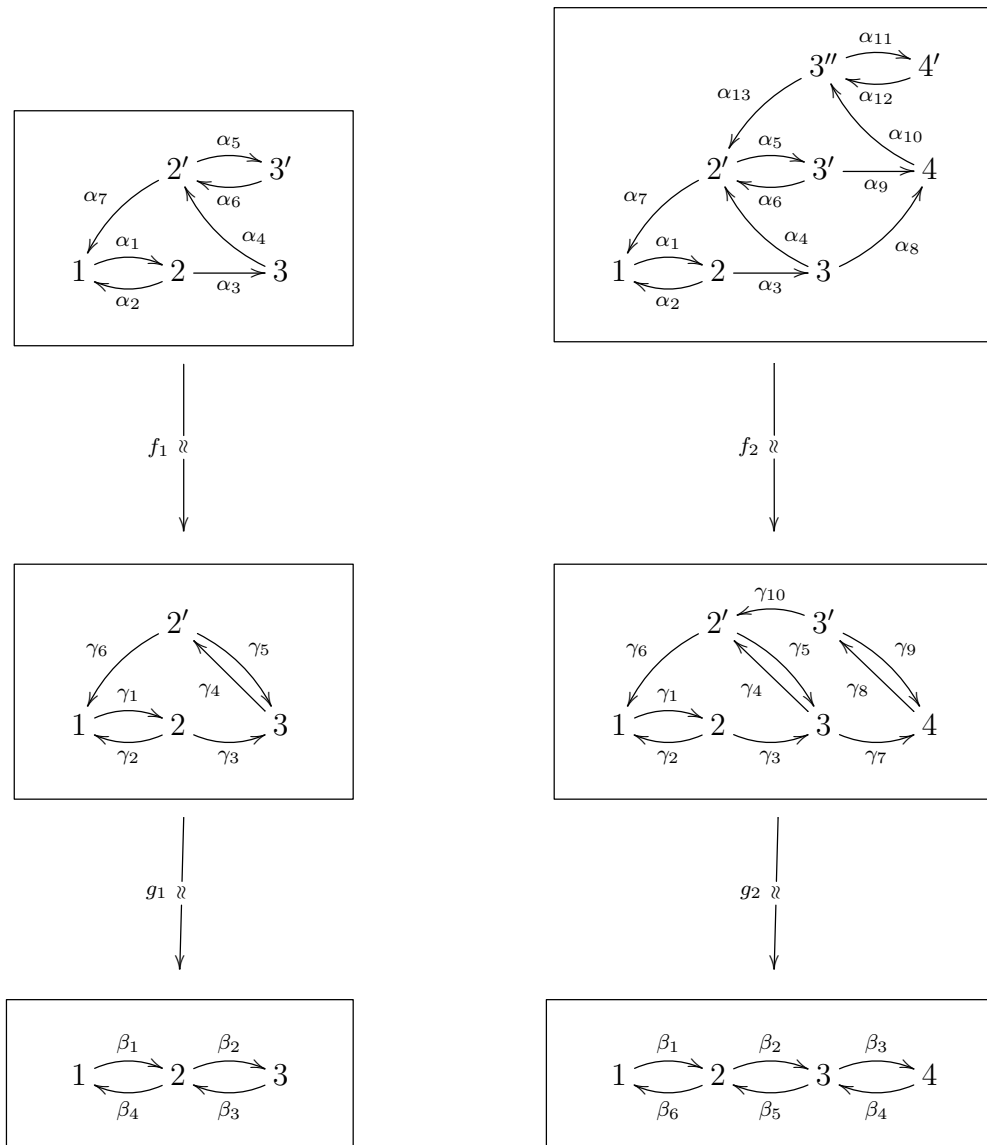 α₁₁
3″ 4′
α₁₃ α₁₂
α₅ α₅ α₁₀
2′ 3′ 2′ 3′ 4
α₇ α₆ α₇ α₆ α₉
α₁ α₄ α₁ α₄ α₈
1 2 3 1 2 3
α₂ α₃ α₂ α₃
f₁ ≀≀ f₂ ≀≀
γ₁₀
2′ 2′ 3′
γ₆ γ₅ γ₆ γ₅ γ₉
γ₁ γ₄ γ₁ γ₄ γ₈
1 2 3 1 2 3 4
γ₂ γ₃ γ₂ γ₃ γ₇
g₁ ≀≀ g₂ ≀≀
β₁ β₂ β₁ β₂ β₃
1 2 3 1 2 3 4
β₄ β₃ β₆ β₅ β₄